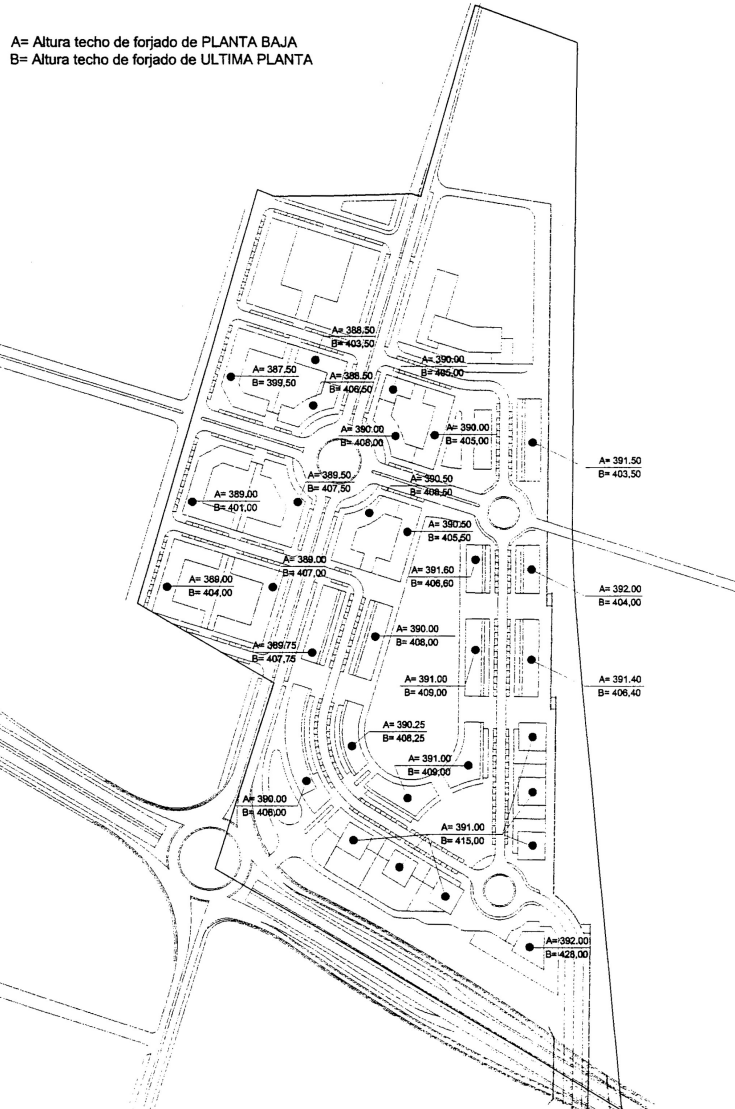 A= Altura techo de forjado de PLANTA BAJA
B= Altura techo de forjado de ULTIMA PLANTA
A= 388.50
B= 403,50
A= 390.00
B= 405,00
A= 387.50
B= 399,50
A= 388.50
B= 406,50
A= 390.00
B= 408,00
A= 390.00
B= 405,00
A= 391.50
B= 403,50
A= 389.50
B= 407,50
A= 390.50
B= 408,50
A= 389.00
B= 401,00
A= 390.50
B= 405,50
A= 389.00
B= 407,00
A= 391.60
B= 406,60
A= 389.00
B= 404,00
A= 392.00
B= 404,00
A= 390.00
B= 408,00
A= 389.75
B= 407,75
A= 391.00
B= 409,00
A= 391.40
B= 406,40
A= 390.25
B= 408,25
A= 391.00
B= 409,00
A= 390.00
B= 408,00
A= 391.00
B= 415,00
A= 392.00
B= 428,00